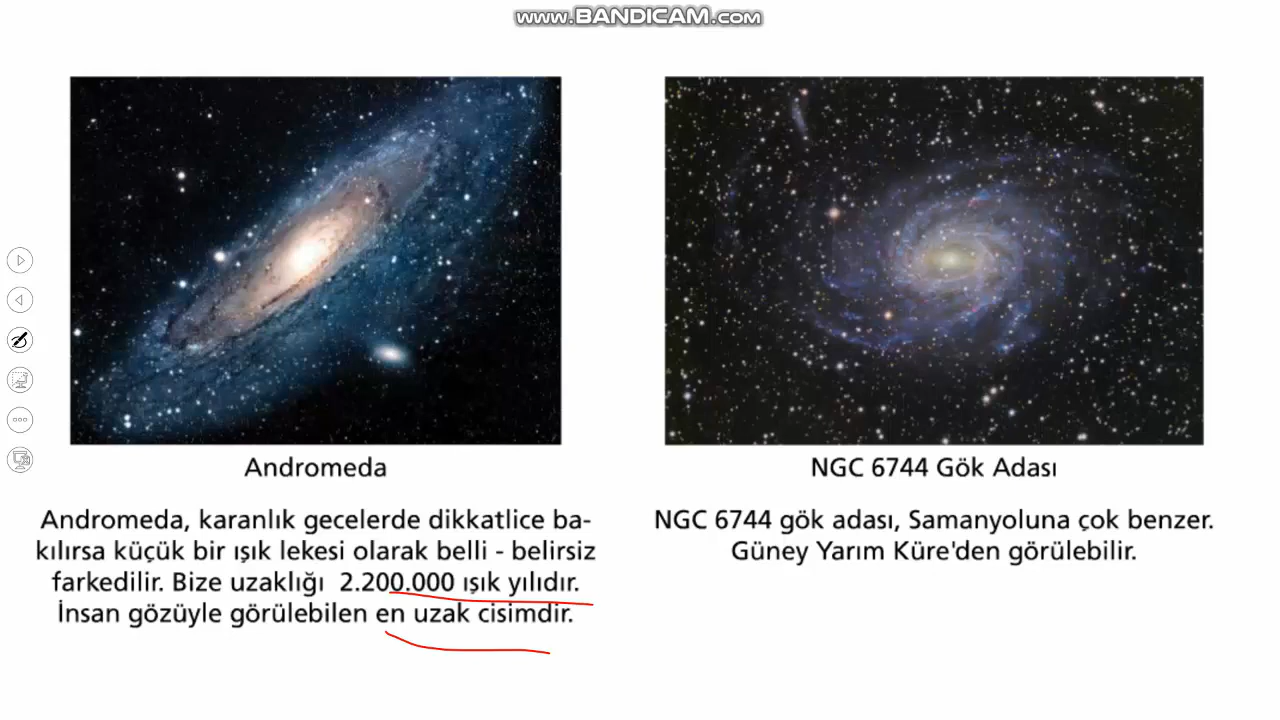 www.BANDICAM.com
Andromeda
Andromeda, karanlık gecelerde dikkatlice ba-
kılırsa küçük bir ışık lekesi olarak belli - belirsiz
farkedilir. Bize uzaklığı 2.200.000 ışık yılıdır.
İnsan gözüyle görülebilen en uzak cisimdir.
NGC 6744 Gök Adası
NGC 6744 gök adası, Samanyoluna çok benzer.
Güney Yarım Küre'den görülebilir.